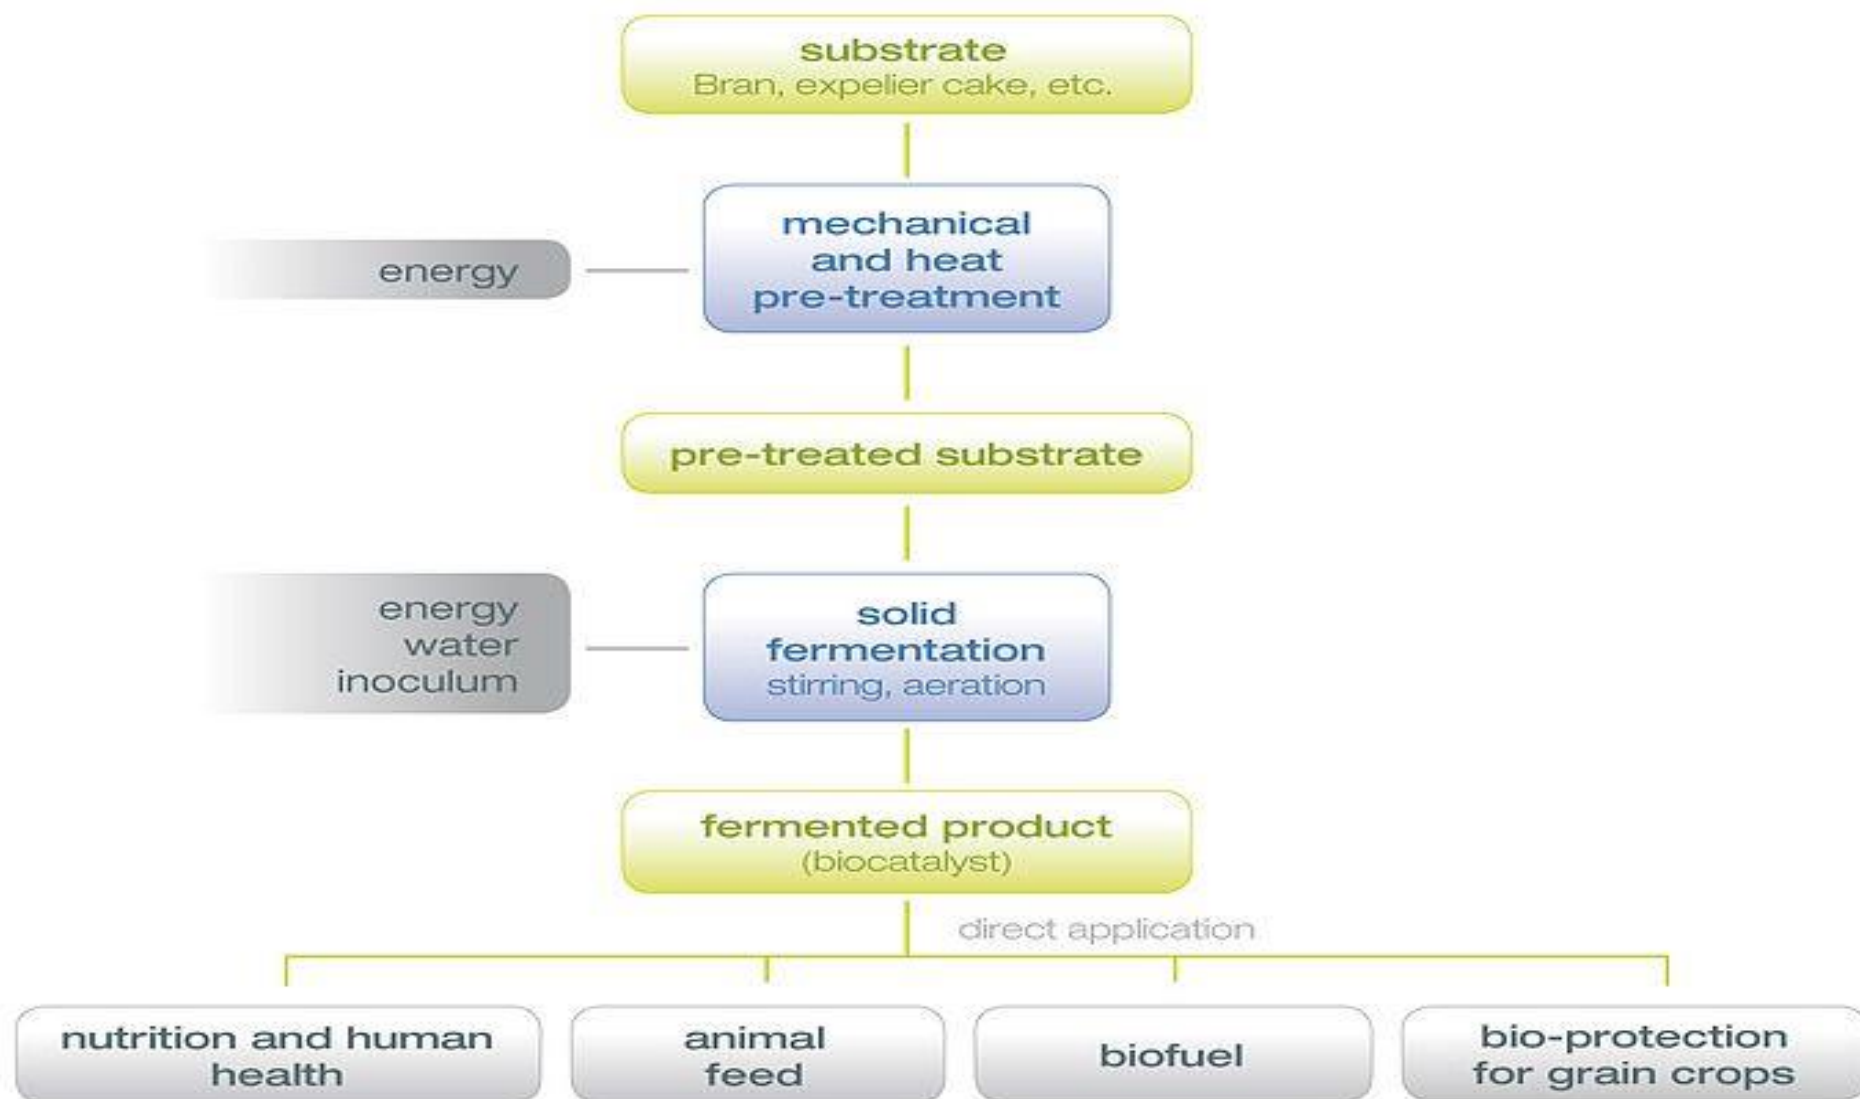 substrate
Bran, expelier cake, etc.
mechanical
and heat
pre-treatment
energy
pre-treated substrate
energy
water
inoculum
solid
fermentation
stirring, aeration
fermented product
(biocatalyst)
direct application
nutrition and human
health
animal
feed
biofuel
bio-protection
for grain crops